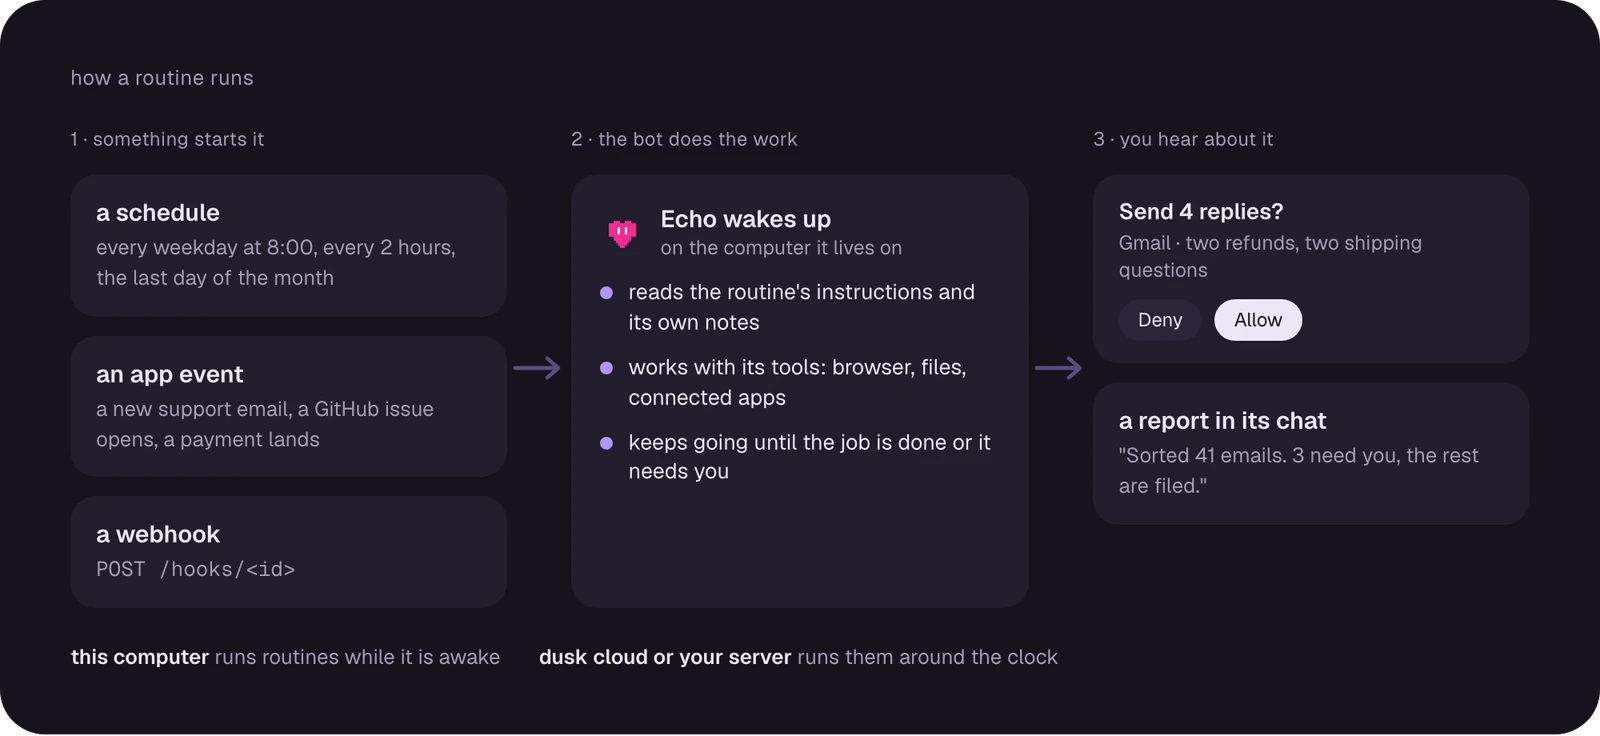 how a routine runs
1 · something starts it
a schedule
every weekday at 8:00, every 2 hours,
the last day of the month
an app event
a new support email, a GitHub issue
opens, a payment lands
a webhook
POST /hooks/<id>
2 · the bot does the work
Echo wakes up
on the computer it lives on
reads the routine's instructions and
its own notes
works with its tools: browser, files,
connected apps
keeps going until the job is done or it
needs you
3 · you hear about it
Send 4 replies?
Gmail · two refunds, two shipping
questions
Deny Allow
a report in its chat
"Sorted 41 emails. 3 need you, the rest
are filed."
this computer runs routines while it is awake
dusk cloud or your server runs them around the clock